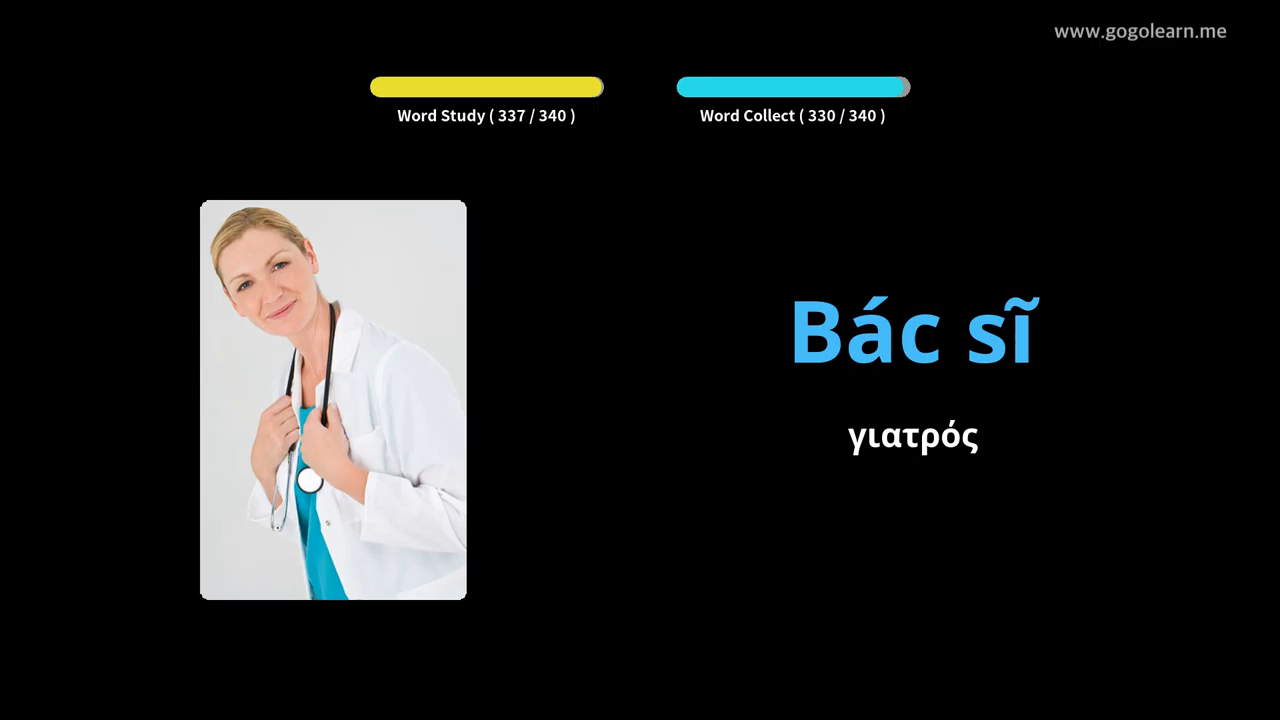 www.gogolearn.me
Word Study ( 337 / 340 )
Word Collect ( 330 / 340 )
Bác sĩ
γιατρός